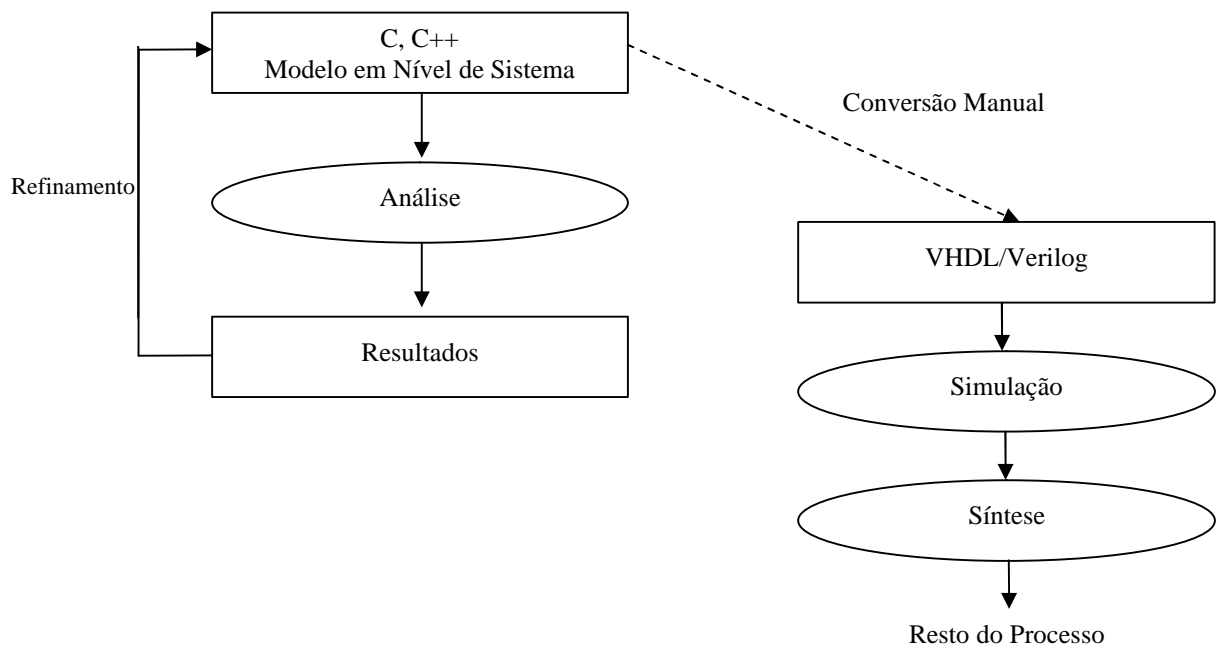 C, C++
Modelo em Nível de Sistema
Conversão Manual
Refinamento
Análise
VHDL/Verilog
Resultados
Simulação
Síntese
Resto do Processo